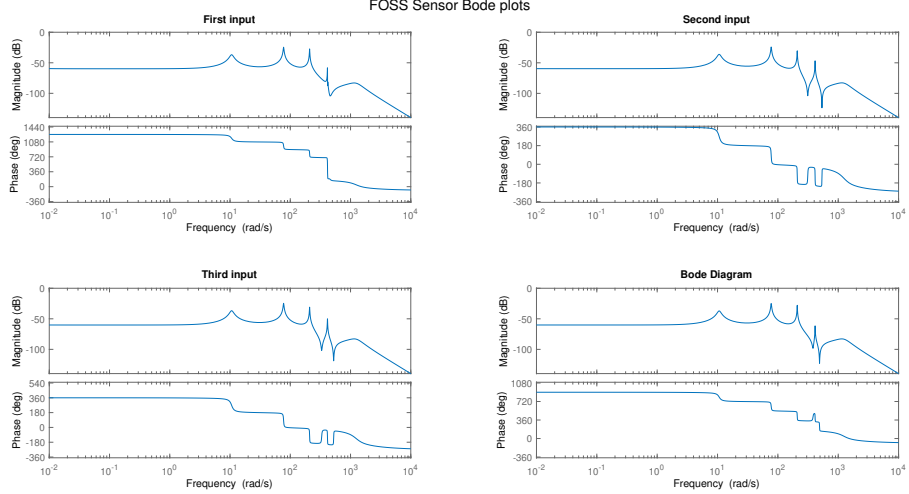 FOSS Sensor Bode plots
First input
Magnitude (dB)
0
-50
-100
Phase (deg)
1440
1080
720
360
0
-360
10^-2 10^-1 10^0 10^1 10^2 10^3 10^4
Frequency (rad/s)
Second input
Magnitude (dB)
0
-50
-100
Phase (deg)
360
180
0
-180
-360
10^-2 10^-1 10^0 10^1 10^2 10^3 10^4
Frequency (rad/s)
Third input
Magnitude (dB)
0
-50
-100
Phase (deg)
540
360
180
0
-180
-360
10^-2 10^-1 10^0 10^1 10^2 10^3 10^4
Frequency (rad/s)
Bode Diagram
Magnitude (dB)
0
-50
-100
Phase (deg)
1080
720
360
0
-360
10^-2 10^-1 10^0 10^1 10^2 10^3 10^4
Frequency (rad/s)